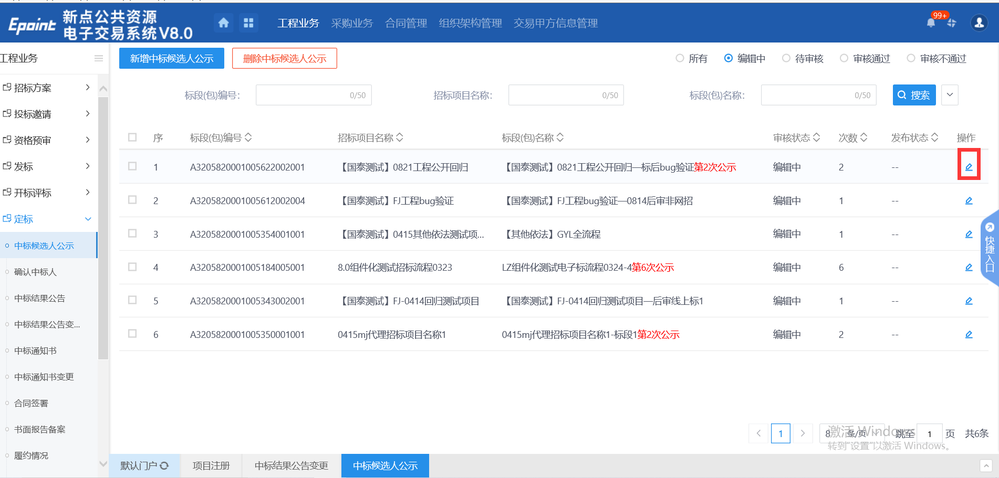 Epoint 新点公共资源
电子交易系统V8.0
工程业务 采购业务 合同管理 组织架构管理 交易甲方信息管理
99+
工程业务
新增中标候选人公示 删除中标候选人公示
所有 编辑中 待审核 审核通过 审核不通过
招标方案
投标邀请
资格预审
发标
开标评标
定标
中标候选人公示
确认中标人
中标结果公告
中标结果公告变...
中标通知书
中标通知书变更
合同签署
书面报告备案
履约情况
标段(包)编号： 0/50 招标项目名称： 0/50 标段(包)名称： 0/50 搜索
序 标段(包)编号 招标项目名称 标段(包)名称 审核状态 次数 发布状态 操作
1 A3205820001005622002001 【国泰测试】0821工程公开回归 【国泰测试】0821工程公开回归—标后bug验证第2次公示 编辑中 2 --
2 A3205820001005612002004 【国泰测试】FJ工程bug验证 【国泰测试】FJ工程bug验证—0814后审非网招 编辑中 1 --
3 A3205820001005354001001 【国泰测试】0415其他依法测试项... 【其他依法】GYL全流程 编辑中 1 --
4 A3205820001005184005001 8.0组件化测试招标流程0323 LZ组件化测试电子标流程0324-4第6次公示 编辑中 6 --
5 A3205820001005343002001 【国泰测试】FJ-0414回归测试项目 【国泰测试】FJ-0414回归测试项目—后审线上标1 编辑中 1 --
6 A3205820001005350001001 0415mj代理招标项目名称1 0415mj代理招标项目名称1-标段1第2次公示 编辑中 2 --
快捷入口
1 8 条/页 跳至 1 页 共6条
激活 Windows
转到"设置"以激活 Windows。
默认门户 项目注册 中标结果公告变更 中标候选人公示